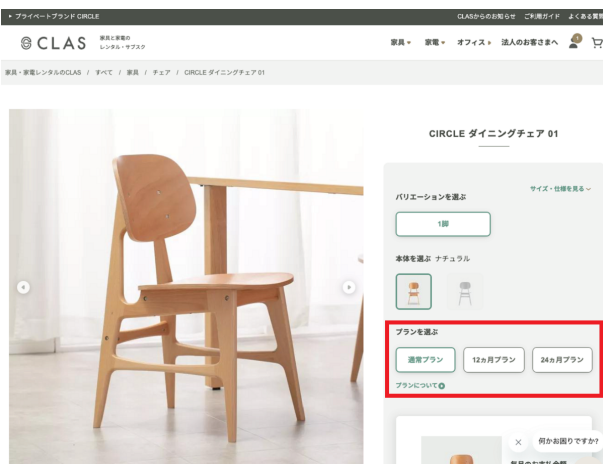 プライベートブランド CIRCLE
CLASからのお知らせ ご利用ガイド よくある質問
CLAS 家具と家電の
レンタル・サブスク
家具 家電 オフィス 法人のお客さまへ
家具・家電レンタルのCLAS / すべて / 家具 / チェア / CIRCLE ダイニングチェア 01
CIRCLE ダイニングチェア 01
サイズ・仕様を見る
バリエーションを選ぶ
1脚
本体を選ぶ ナチュラル
プランを選ぶ
通常プラン 12ヵ月プラン 24ヵ月プラン
プランについて
× 何かお困りですか?